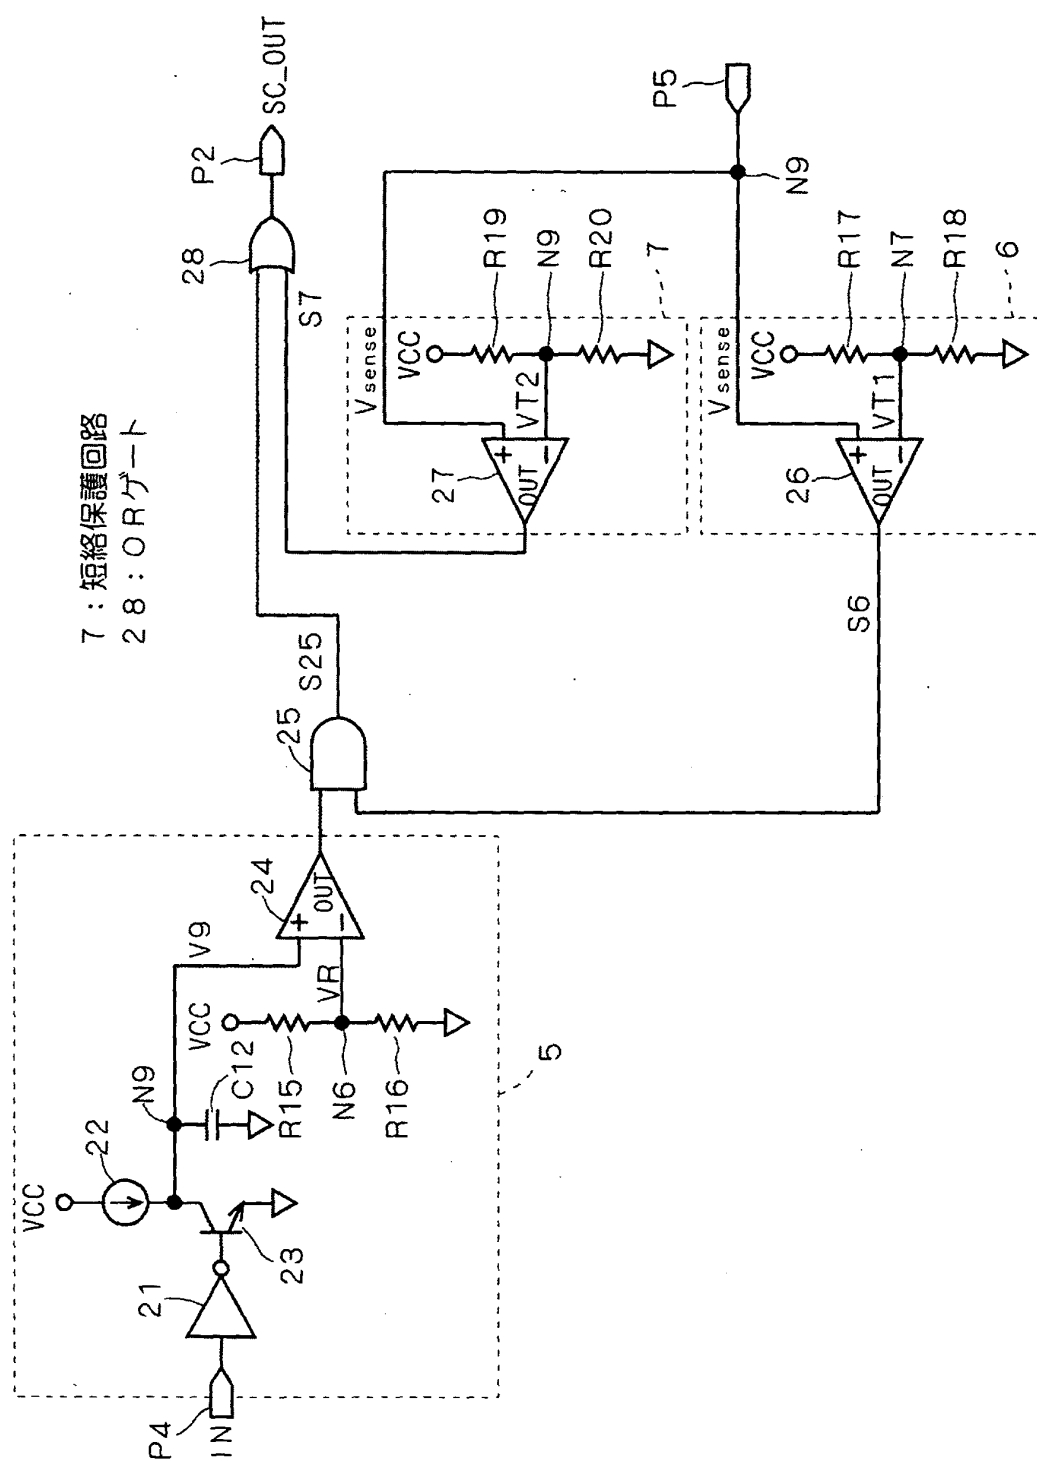 7：短絡保護回路
28：ORゲート
P4
IN
21
23
VCC
22
N9
C12
V9
VCC
R15
N6
R16
VR
24
+
−
OUT
5
25
S25
S6
S7
28
P2
SC_OUT
27
OUT
+
−
Vsense
VCC
VT2
R19
N9
R20
7
26
OUT
+
−
Vsense
VCC
VT1
R17
N7
R18
6
N9
P5